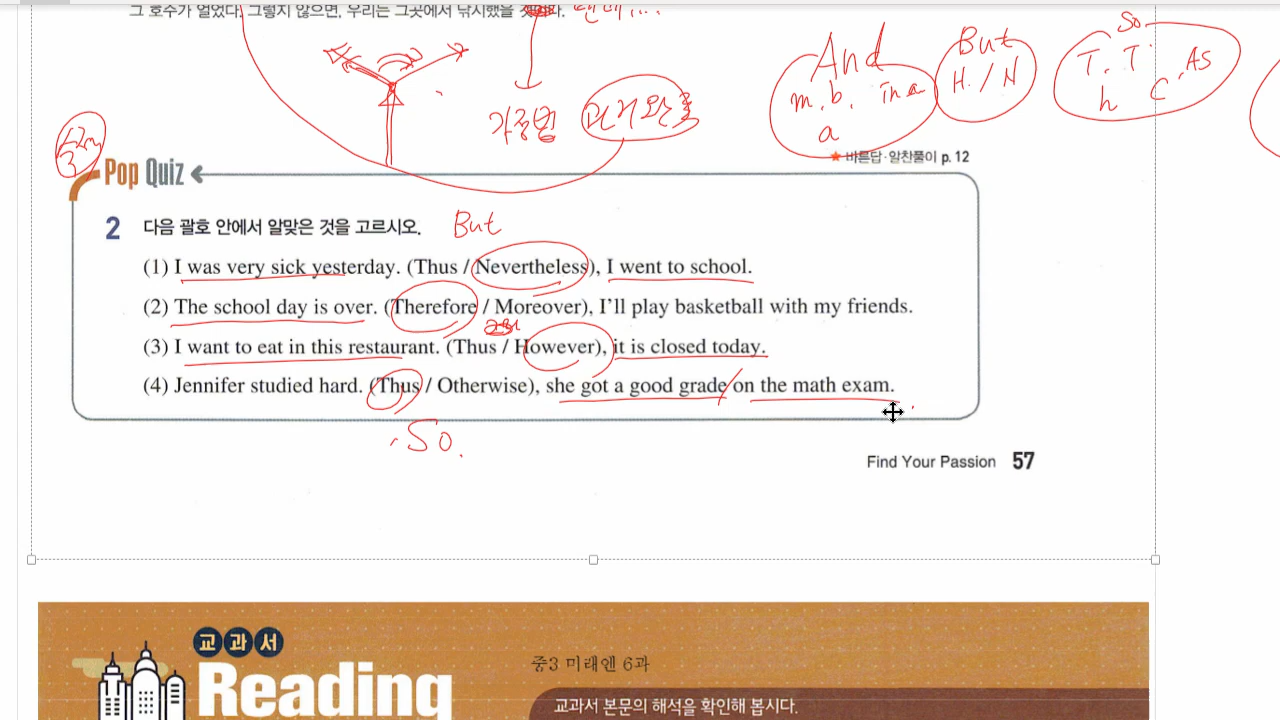 그 호수가 얼었다. 그렇지 않으면, 우리는 그곳에서 낚시했을 것이다.
And
m, b, in a
a
But
H. / N
So
T. T. AS
h C.
가정법
★ 바른답·알찬풀이 p. 12
Pop Quiz
2 다음 괄호 안에서 알맞은 것을 고르시오.
But
(1) I was very sick yesterday. (Thus / Nevertheless), I went to school.
(2) The school day is over. (Therefore / Moreover), I'll play basketball with my friends.
(3) I want to eat in this restaurant. (Thus / However), it is closed today.
(4) Jennifer studied hard. (Thus / Otherwise), she got a good grade on the math exam.
So.
Find Your Passion 57
교과서
Reading
중3 미래엔 6과
교과서 본문의 해석을 확인해 봅시다.